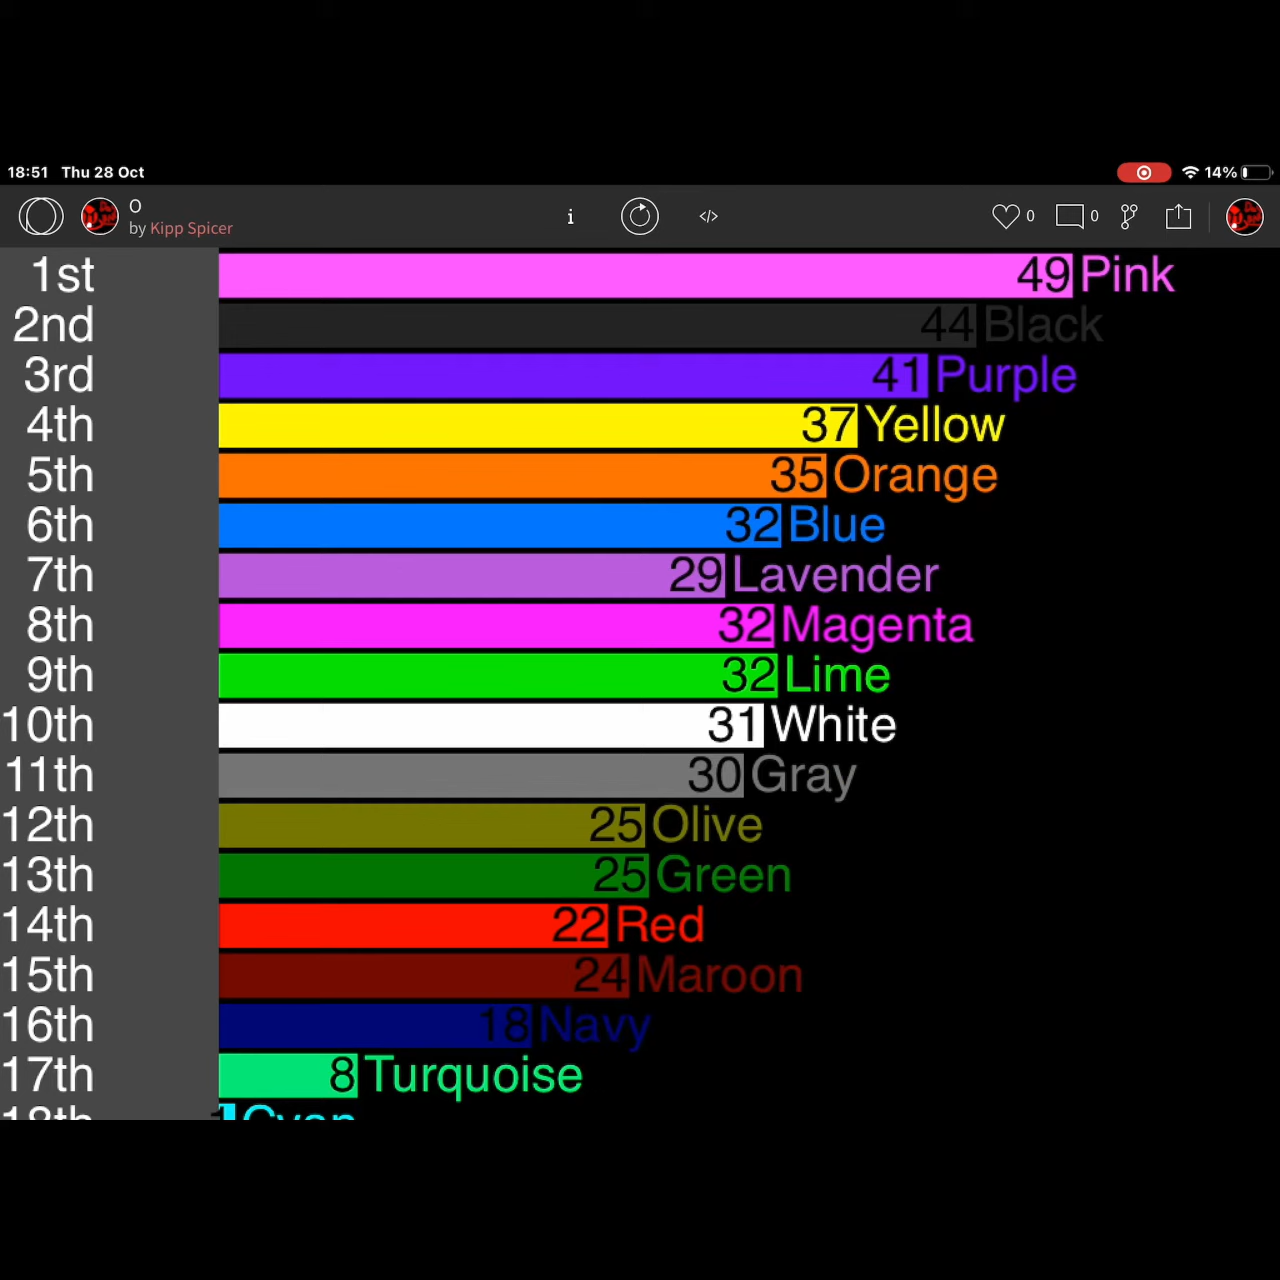 18:51 Thu 28 Oct
14%
O
by Kipp Spicer
i
</>
0
0
1st 49 Pink
2nd 44 Black
3rd 41 Purple
4th 37 Yellow
5th 35 Orange
6th 32 Blue
7th 29 Lavender
8th 32 Magenta
9th 32 Lime
10th 31 White
11th 30 Gray
12th 25 Olive
13th 25 Green
14th 22 Red
15th 24 Maroon
16th 18 Navy
17th 8 Turquoise
18th 1 Cyan